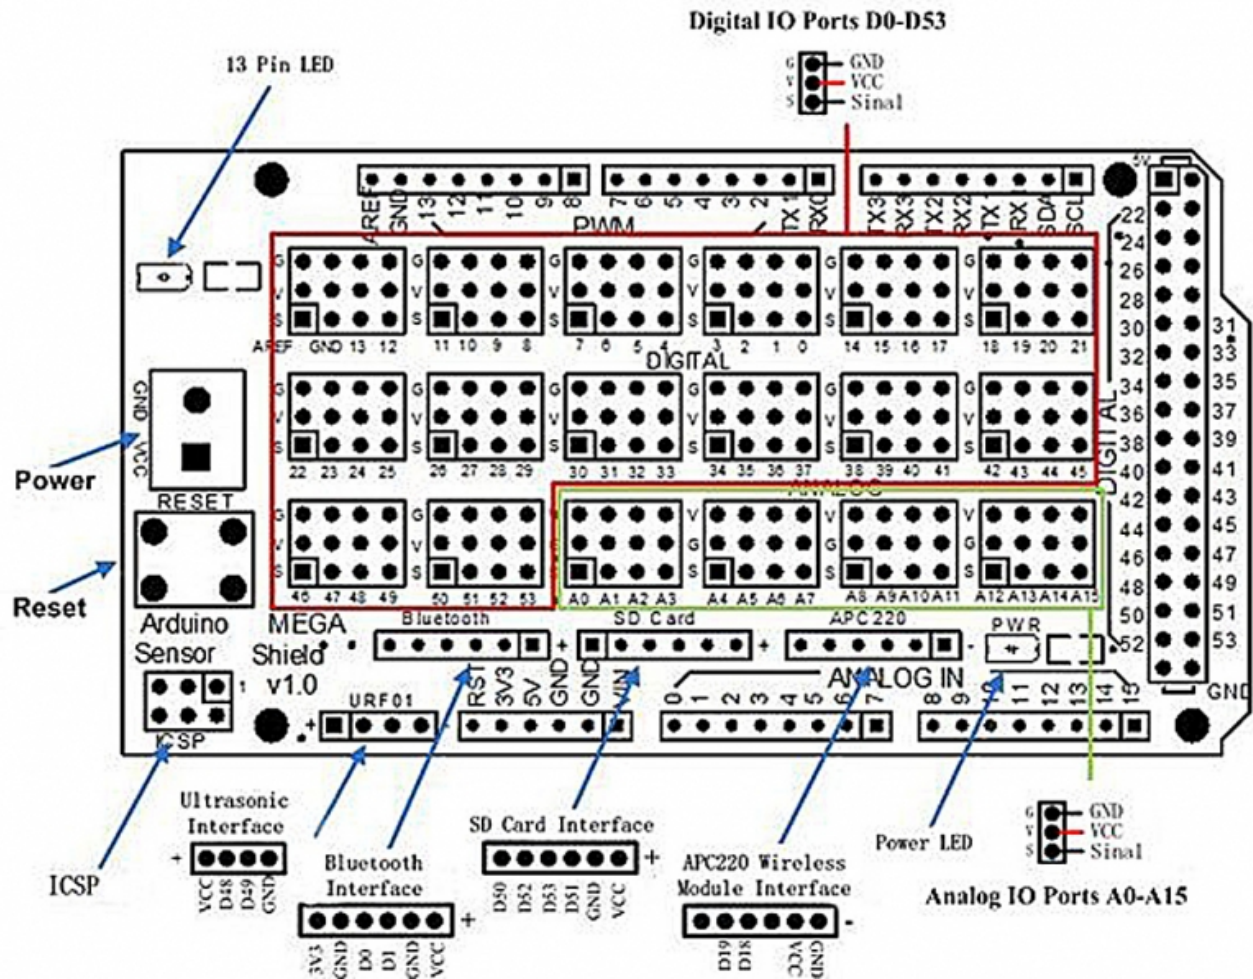 Digital IO Ports D0-D53
13 Pin LED
G GND
V VCC
S Sinal
AREF GND 13 12 11 10 9 8
7 6 5 4 3 2 TX1 RX0
TX3 RX3 TX2 RX2 TX1 RX1 SDA SCL
PWM
5V
G G G G G G
V V V V V V
S S S S S S
AREF GND 13 12 11 10 9 8 7 6 5 4 3 2 1 0 14 15 16 17 18 19 20 21
DIGITAL
G G G G G G
V V V V V V
S S S S S S
22 23 24 25 26 27 28 29 30 31 32 33 34 35 36 37 38 39 40 41 42 43 44 45
ANALOG
G G V V V
V V G G G
S S S S S
46 47 48 49 50 51 52 53 A0 A1 A2 A3 A4 A5 A6 A7 A8 A9 A10 A11 A12 A13 A14 A15
DIGITAL
22
24
26
28
30 31
32 33
34 35
36 37
38 39
40 41
42 43
44 45
46 47
48 49
50 51
52 53
GND
GND VCC
Power
RESET
Reset
Arduino MEGA
Sensor Shield
v1.0
Bluetooth + SD Card + APC220 - PWR
RST 3V3 5V GND GND VIN
ANALOG IN
0 1 2 3 4 5 6 7 8 9 10 11 12 13 14 15
1
+ URF01 -
ICSP
ICSP
Ultrasonic
Interface
+
VCC D48 D49 GND
Bluetooth
Interface
+
3V3 GND D0 D1 GND VCC
SD Card Interface
+
D50 D52 D53 D51 GND VCC
APC220 Wireless
Module Interface
-
D19 D18 VCC GND
Power LED
G GND
V VCC
S Sinal
Analog IO Ports A0-A15